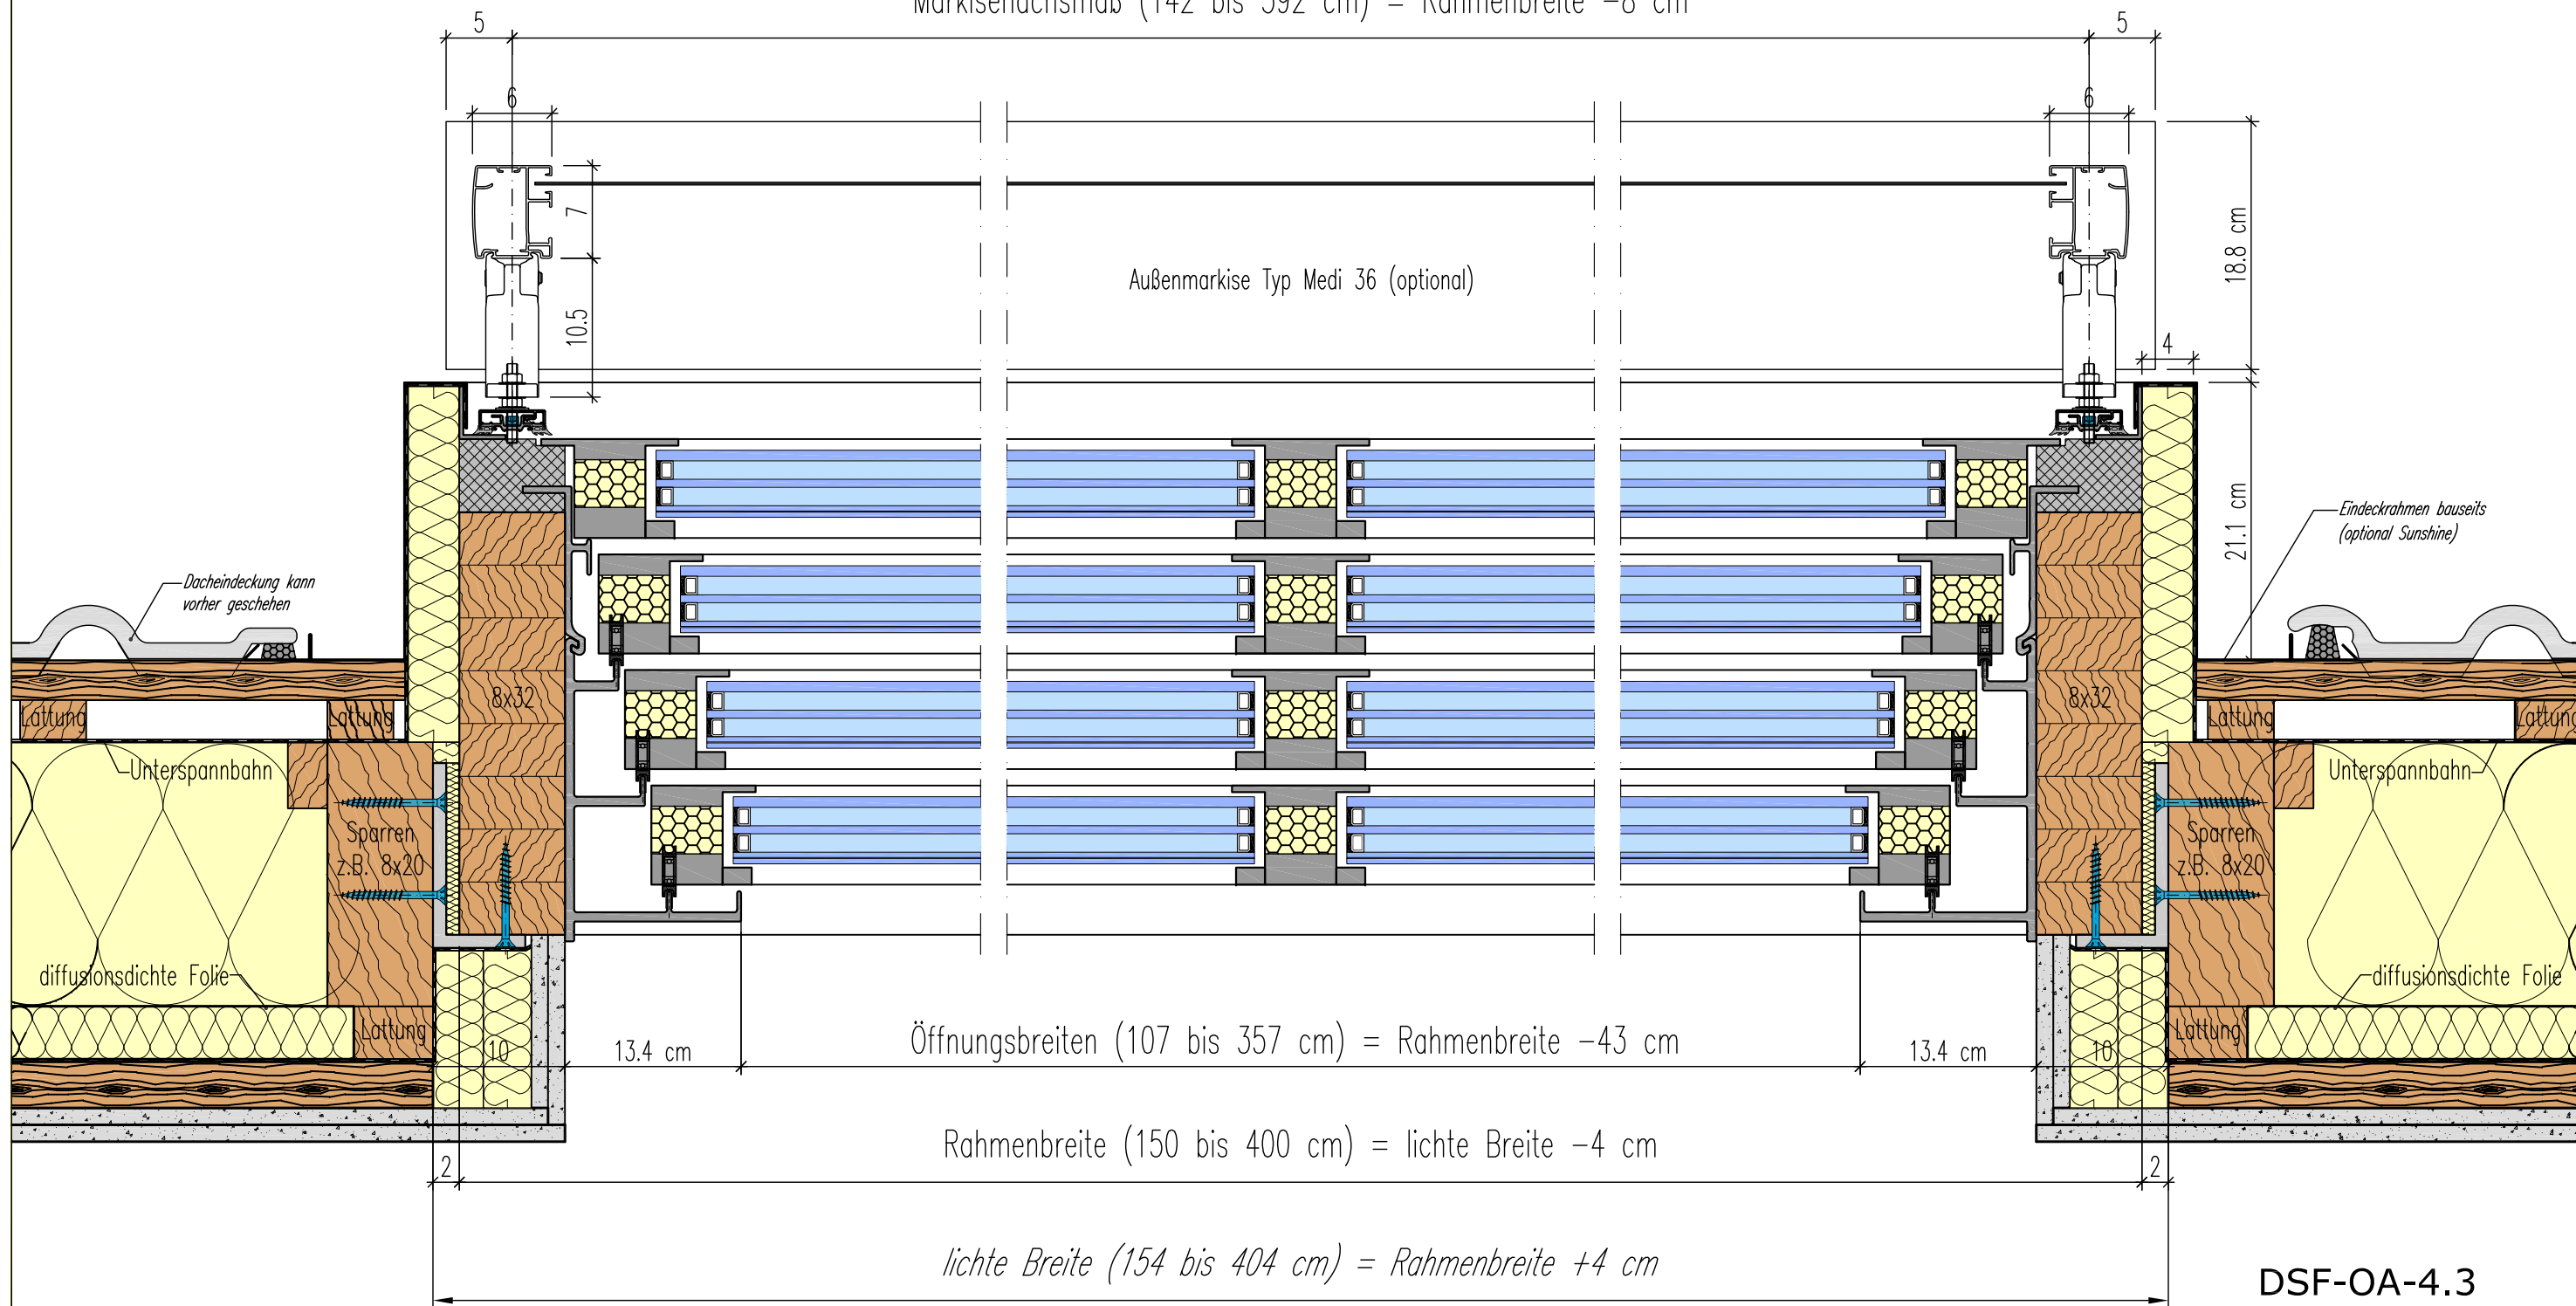 Markisenachsmaß (142 bis 392 cm) = Rahmenbreite -8 cm
5
5
6
6
7
18.8 cm
Außenmarkise Typ Medi 36 (optional)
10.5
4
21.1 cm
Eindeckrahmen bauseits
(optional Sunshine)
Dacheindeckung kann
vorher geschehen
8x32
8x32
Lattung
Lattung
Lattung
Lattung
Unterspannbahn
Unterspannbahn
Sparren
z.B. 8x20
Sparren
z.B. 8x20
diffusionsdichte Folie
diffusionsdichte Folie
Lattung
Lattung
10
13.4 cm
Öffnungsbreiten (107 bis 357 cm) = Rahmenbreite -43 cm
13.4 cm
10
Rahmenbreite (150 bis 400 cm) = lichte Breite -4 cm
2
2
lichte Breite (154 bis 404 cm) = Rahmenbreite +4 cm
DSF-OA-4.3